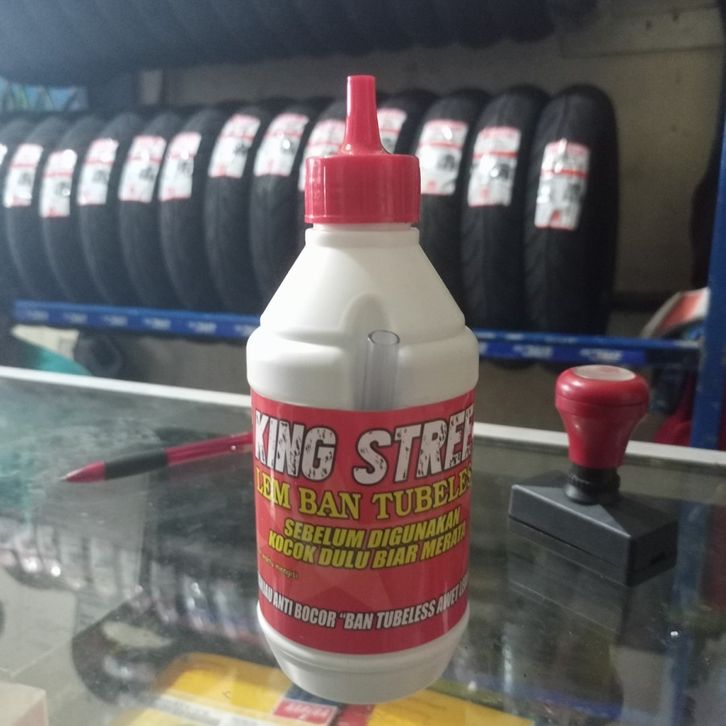 KING STREE
LEM BAN TUBELES
SEBELUM DIGUNAKAN
KOCOK DULU BIAR MERATA
ANTI BOCOR "BAN TUBELESS AWET